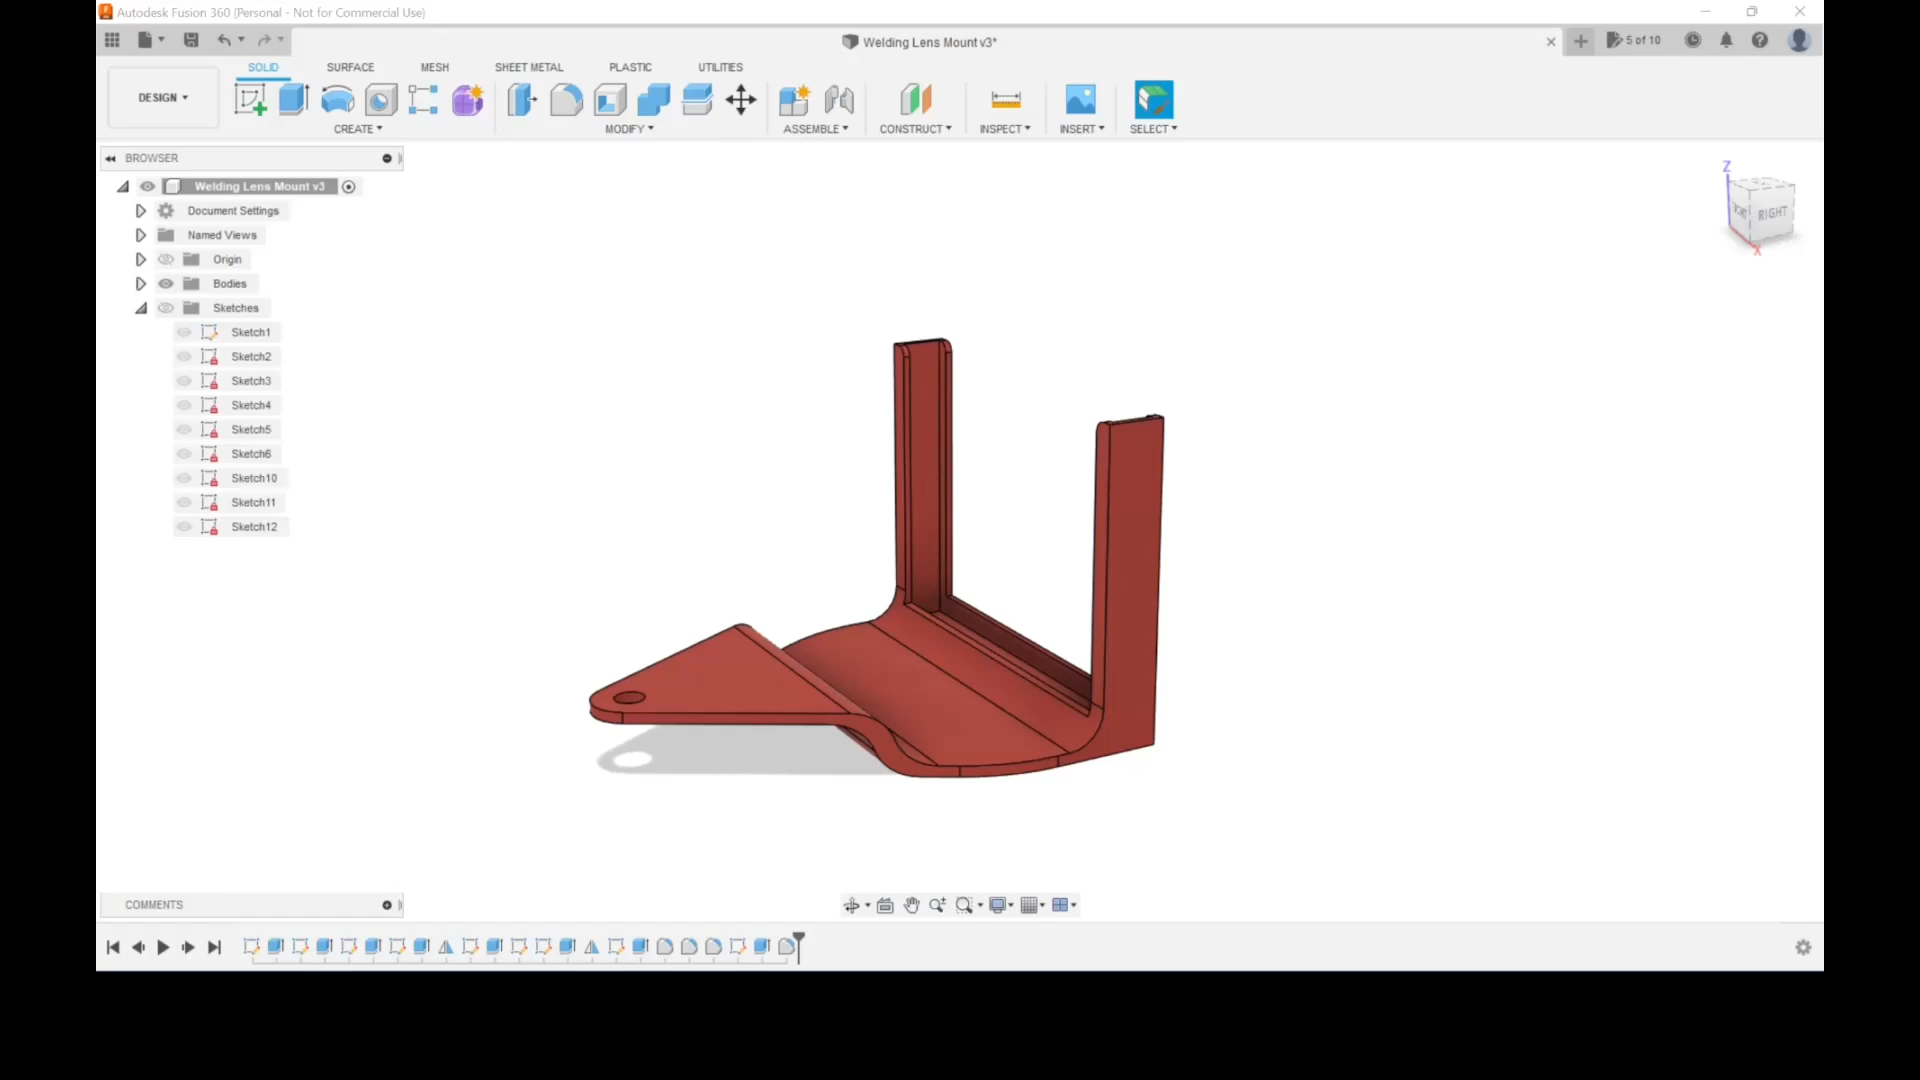 Autodesk Fusion 360 (Personal - Not for Commercial Use)
Welding Lens Mount v3*
5 of 10
SOLID
SURFACE
MESH
SHEET METAL
PLASTIC
UTILITIES
DESIGN
CREATE
MODIFY
ASSEMBLE
CONSTRUCT
INSPECT
INSERT
SELECT
BROWSER
Welding Lens Mount v3
Document Settings
Named Views
Origin
Bodies
Sketches
Sketch1
Sketch2
Sketch3
Sketch4
Sketch5
Sketch6
Sketch10
Sketch11
Sketch12
Z
RIGHT
X
COMMENTS